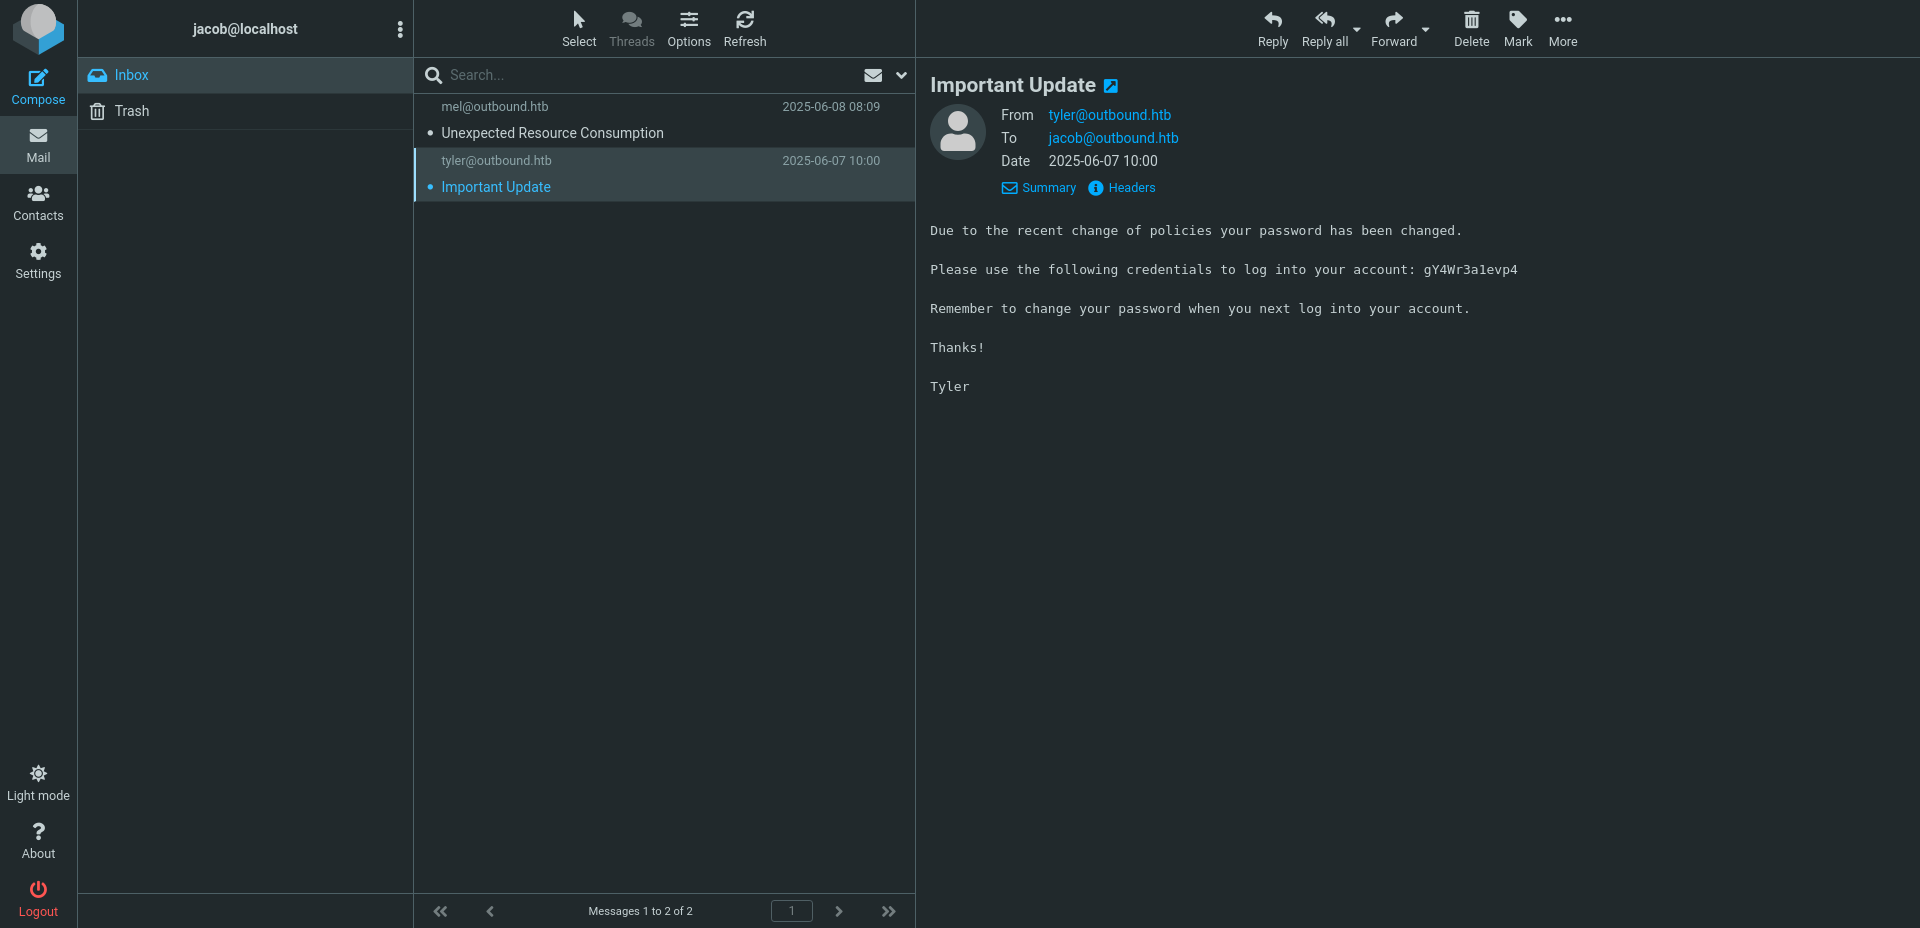 jacob@localhost
Select
Threads
Options
Refresh
Reply
Reply all
Forward
Delete
Mark
More
Compose
Mail
Contacts
Settings
Light mode
About
Logout
Inbox
Trash
Search...
mel@outbound.htb 2025-06-08 08:09
Unexpected Resource Consumption
tyler@outbound.htb 2025-06-07 10:00
Important Update
Messages 1 to 2 of 2
1
Important Update
From tyler@outbound.htb
To jacob@outbound.htb
Date 2025-06-07 10:00
Summary Headers
Due to the recent change of policies your password has been changed.
Please use the following credentials to log into your account: gY4Wr3a1evp4
Remember to change your password when you next log into your account.
Thanks!
Tyler